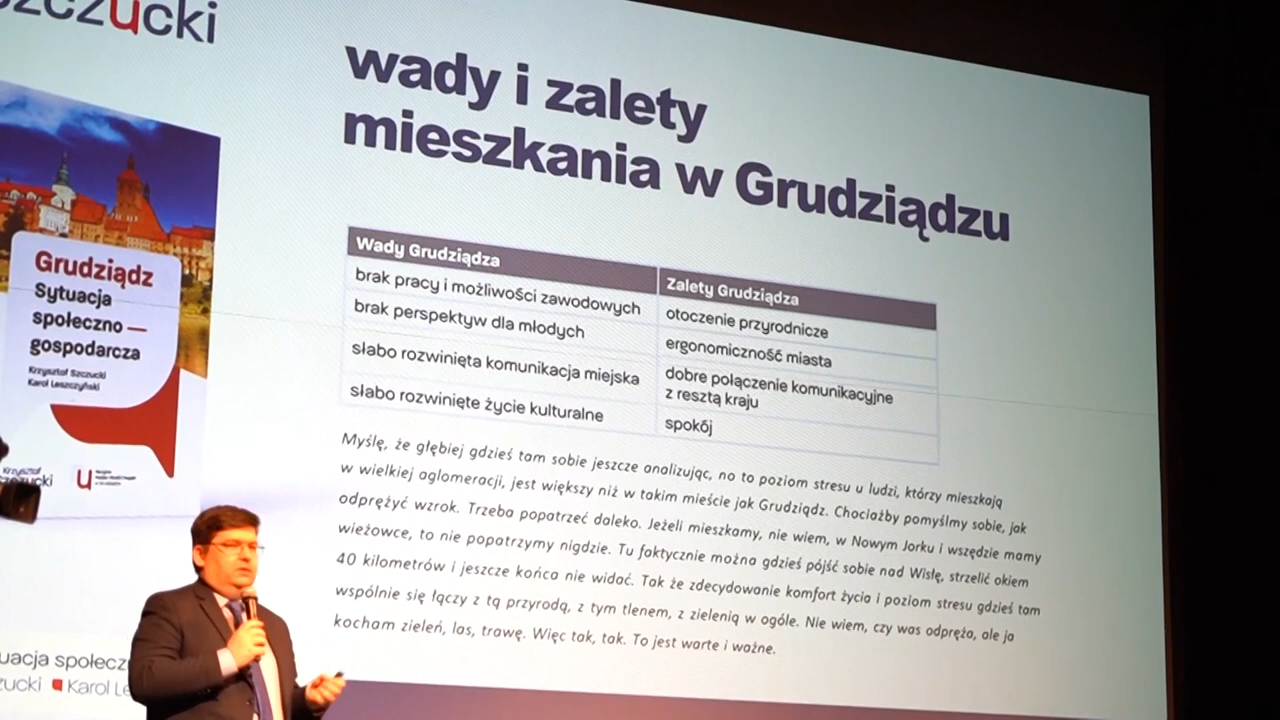 szczucki
wady i zalety
mieszkania w Grudziądzu
Grudziądz
Sytuacja
społeczno —
gospodarcza
Krzysztof Szczucki
Karol Leszczyński
Krzysztof
szczucki
u
Wady Grudziądza
Zalety Grudziądza
brak pracy i możliwości zawodowych
otoczenie przyrodnicze
brak perspektyw dla młodych
ergonomiczność miasta
słabo rozwinięta komunikacja miejska
dobre połączenie komunikacyjne
z resztą kraju
słabo rozwinięte życie kulturalne
spokój
Myślę, że głębiej gdzieś tam sobie jeszcze analizując, no to poziom stresu u ludzi, którzy mieszkają
w wielkiej aglomeracji, jest większy niż w takim mieście jak Grudziądz. Chociażby pomyślmy sobie, jak
odprężyć wzrok. Trzeba popatrzeć daleko. Jeżeli mieszkamy, nie wiem, w Nowym Jorku i wszędzie mamy
wieżowce, to nie popatrzymy nigdzie. Tu faktycznie można gdzieś pójść sobie nad Wisłę, strzelić okiem
40 kilometrów i jeszcze końca nie widać. Tak że zdecydowanie komfort życia i poziom stresu gdzieś tam
wspólnie się łączy z tą przyrodą, z tym tlenem, z zielenią w ogóle. Nie wiem, czy was odpręża, ale ja
kocham zieleń, las, trawę. Więc tak, tak. To jest warte i ważne.
uacja społecz
zucki Karol Le